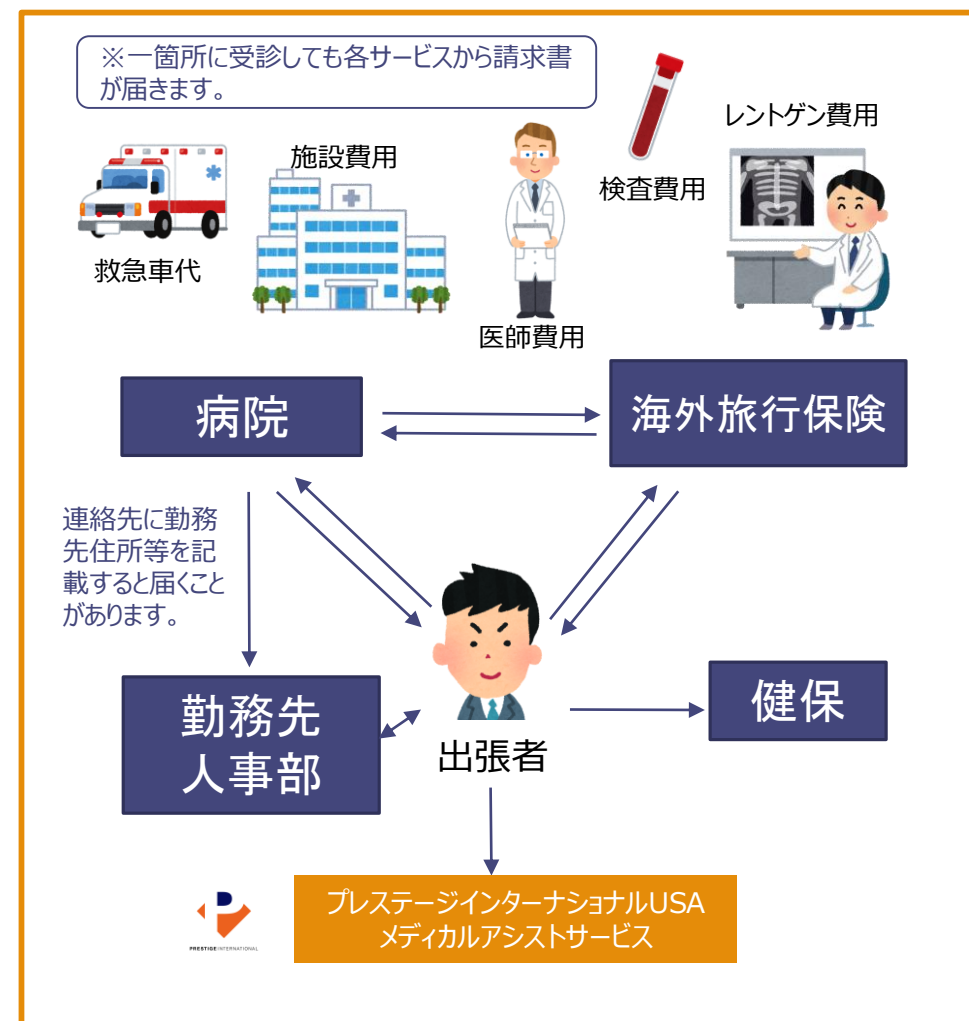 ※一箇所に受診しても各サービスから請求書
が届きます。
レントゲン費用
施設費用
検査費用
救急車代
医師費用
病院
海外旅行保険
連絡先に勤務
先住所等を記
載すると届くこと
があります。
勤務先
人事部
健保
出張者
プレステージインターナショナルUSA
メディカルアシストサービス
PRESTIGE INTERNATIONAL